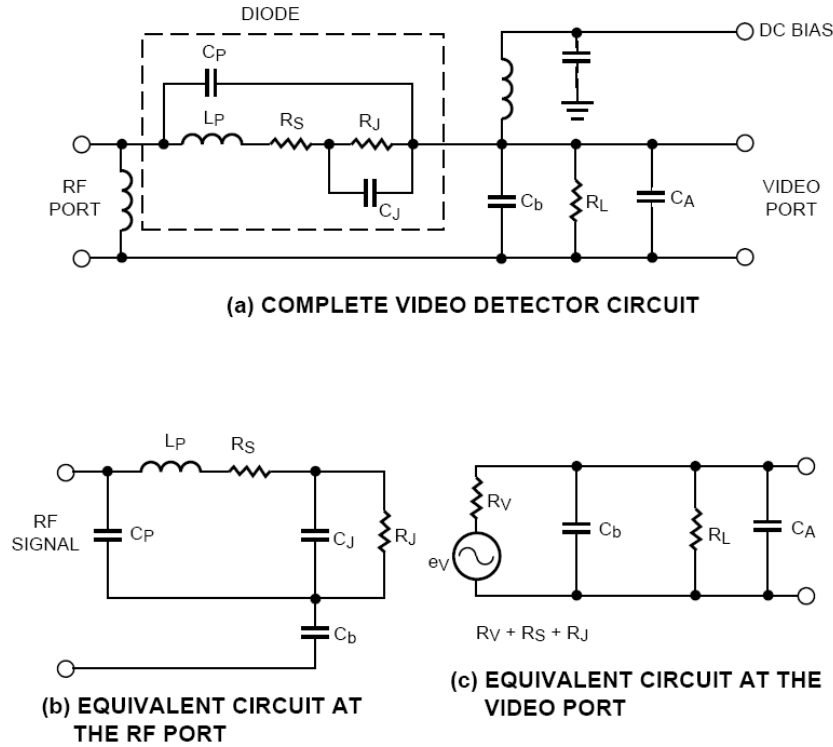 DIODE
DC BIAS
CP
LP
RS
RJ
CJ
RF
PORT
Cb
RL
CA
VIDEO
PORT
(a) COMPLETE VIDEO DETECTOR CIRCUIT
LP
RS
RF
SIGNAL
CP
CJ
RJ
Cb
(b) EQUIVALENT CIRCUIT AT
THE RF PORT
RV
eV
Cb
RL
CA
RV + RS + RJ
(c) EQUIVALENT CIRCUIT AT THE
VIDEO PORT